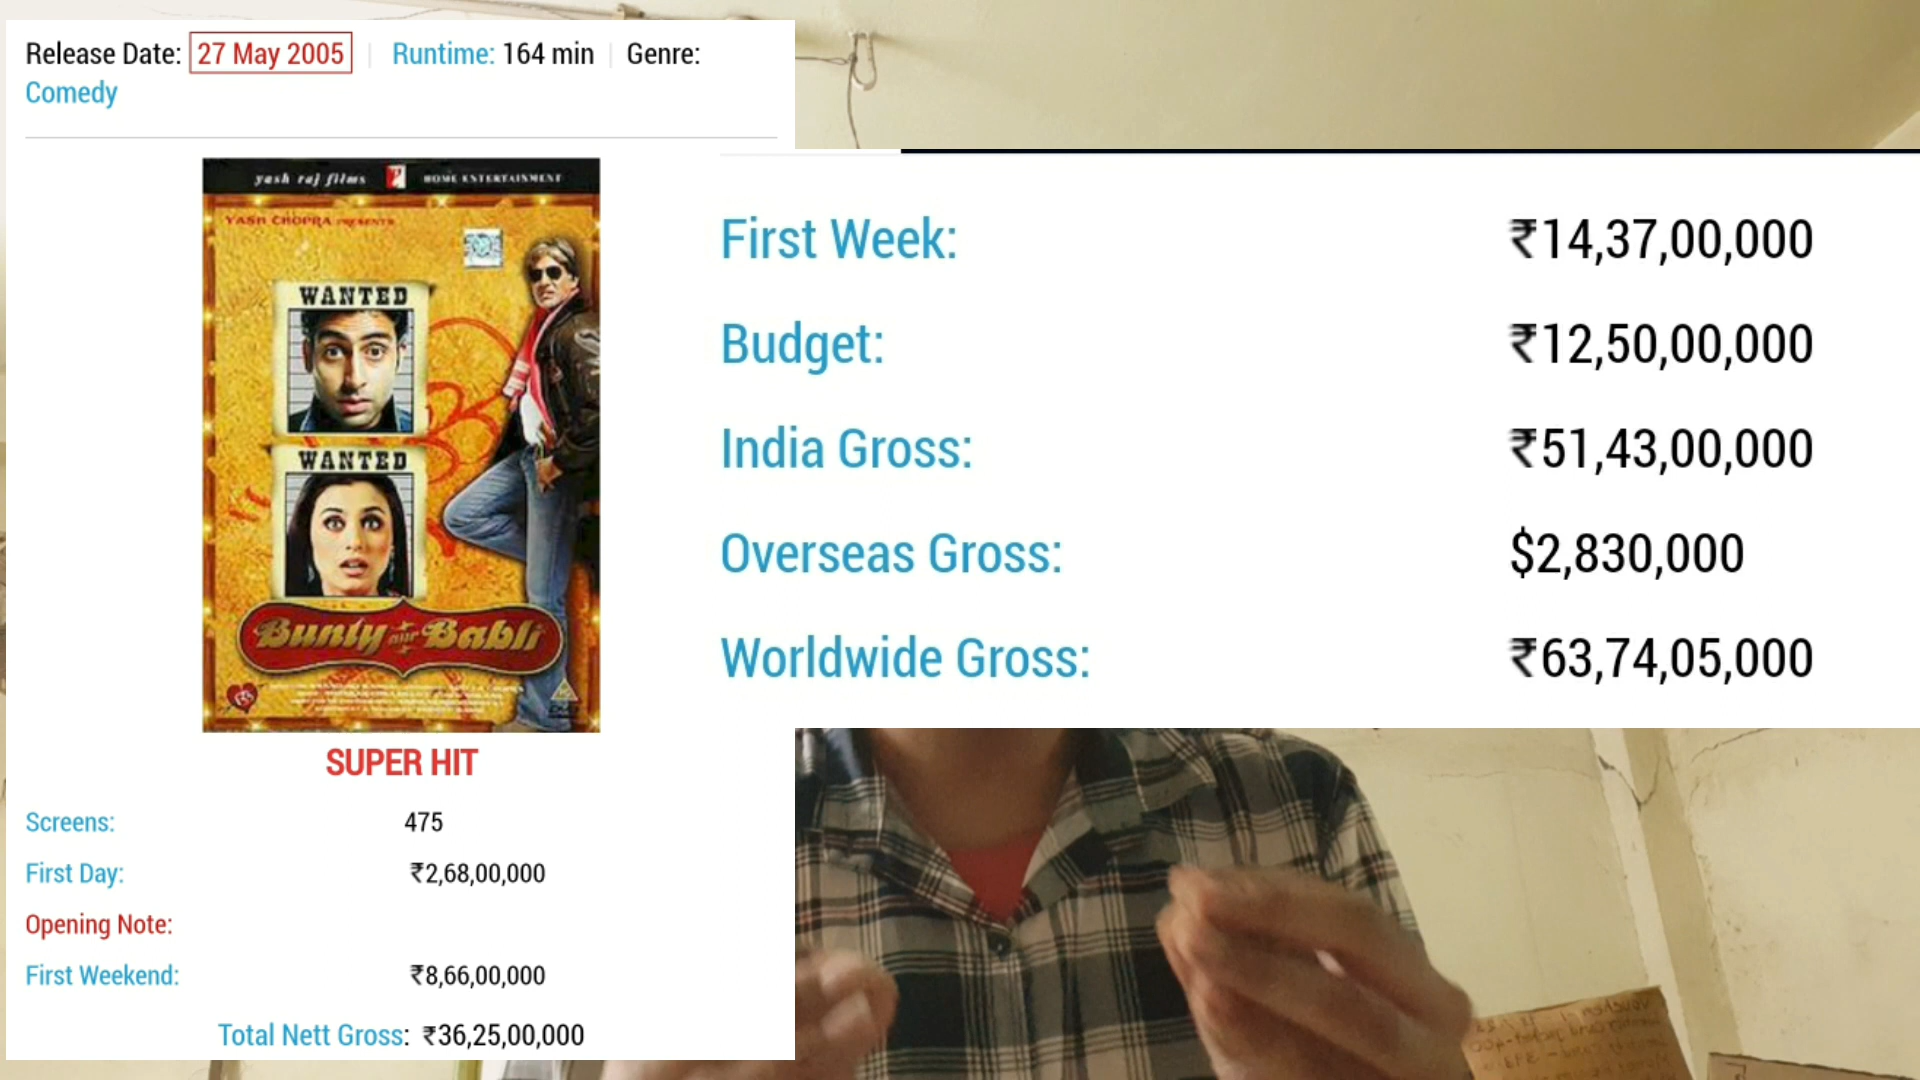 Release Date: 27 May 2005 | Runtime: 164 min | Genre:
Comedy
yash raj films HOME ENTERTAINMENT
YASH CHOPRA PRESENTS
WANTED
WANTED
Bunty aur Babli
SUPER HIT
Screens: 475
First Day: ₹2,68,00,000
Opening Note:
First Weekend: ₹8,66,00,000
Total Nett Gross: ₹36,25,00,000
First Week: ₹14,37,00,000
Budget: ₹12,50,00,000
India Gross: ₹51,43,00,000
Overseas Gross: $2,830,000
Worldwide Gross: ₹63,74,05,000